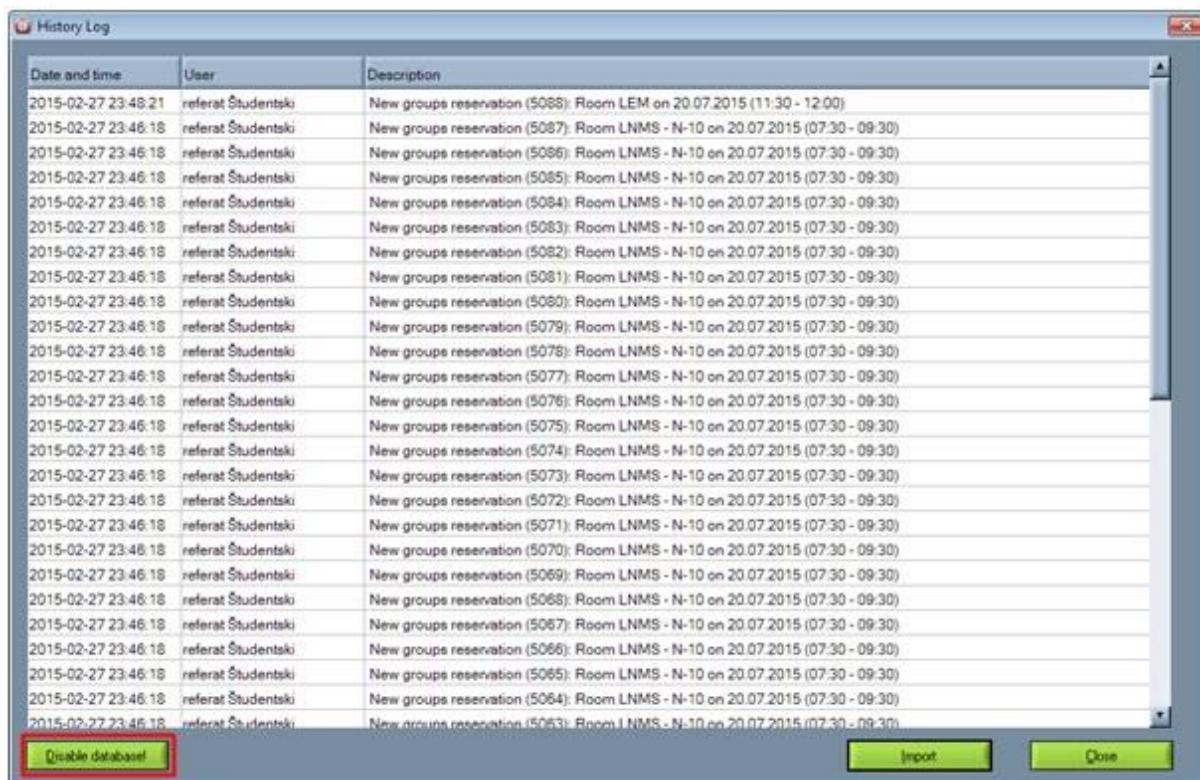 History Log
Date and time User Description
2015-02-27 23:48:21 referat Študentski New groups reservation (5088): Room LEM on 20.07.2015 (11:30 - 12:00)
2015-02-27 23:46:18 referat Študentski New groups reservation (5087): Room LNMS - N-10 on 20.07.2015 (07:30 - 09:30)
2015-02-27 23:46:18 referat Študentski New groups reservation (5086): Room LNMS - N-10 on 20.07.2015 (07:30 - 09:30)
2015-02-27 23:46:18 referat Študentski New groups reservation (5085): Room LNMS - N-10 on 20.07.2015 (07:30 - 09:30)
2015-02-27 23:46:18 referat Študentski New groups reservation (5084): Room LNMS - N-10 on 20.07.2015 (07:30 - 09:30)
2015-02-27 23:46:18 referat Študentski New groups reservation (5083): Room LNMS - N-10 on 20.07.2015 (07:30 - 09:30)
2015-02-27 23:46:18 referat Študentski New groups reservation (5082): Room LNMS - N-10 on 20.07.2015 (07:30 - 09:30)
2015-02-27 23:46:18 referat Študentski New groups reservation (5081): Room LNMS - N-10 on 20.07.2015 (07:30 - 09:30)
2015-02-27 23:46:18 referat Študentski New groups reservation (5080): Room LNMS - N-10 on 20.07.2015 (07:30 - 09:30)
2015-02-27 23:46:18 referat Študentski New groups reservation (5079): Room LNMS - N-10 on 20.07.2015 (07:30 - 09:30)
2015-02-27 23:46:18 referat Študentski New groups reservation (5078): Room LNMS - N-10 on 20.07.2015 (07:30 - 09:30)
2015-02-27 23:46:18 referat Študentski New groups reservation (5077): Room LNMS - N-10 on 20.07.2015 (07:30 - 09:30)
2015-02-27 23:46:18 referat Študentski New groups reservation (5076): Room LNMS - N-10 on 20.07.2015 (07:30 - 09:30)
2015-02-27 23:46:18 referat Študentski New groups reservation (5075): Room LNMS - N-10 on 20.07.2015 (07:30 - 09:30)
2015-02-27 23:46:18 referat Študentski New groups reservation (5074): Room LNMS - N-10 on 20.07.2015 (07:30 - 09:30)
2015-02-27 23:46:18 referat Študentski New groups reservation (5073): Room LNMS - N-10 on 20.07.2015 (07:30 - 09:30)
2015-02-27 23:46:18 referat Študentski New groups reservation (5072): Room LNMS - N-10 on 20.07.2015 (07:30 - 09:30)
2015-02-27 23:46:18 referat Študentski New groups reservation (5071): Room LNMS - N-10 on 20.07.2015 (07:30 - 09:30)
2015-02-27 23:46:18 referat Študentski New groups reservation (5070): Room LNMS - N-10 on 20.07.2015 (07:30 - 09:30)
2015-02-27 23:46:18 referat Študentski New groups reservation (5069): Room LNMS - N-10 on 20.07.2015 (07:30 - 09:30)
2015-02-27 23:46:18 referat Študentski New groups reservation (5068): Room LNMS - N-10 on 20.07.2015 (07:30 - 09:30)
2015-02-27 23:46:18 referat Študentski New groups reservation (5067): Room LNMS - N-10 on 20.07.2015 (07:30 - 09:30)
2015-02-27 23:46:18 referat Študentski New groups reservation (5066): Room LNMS - N-10 on 20.07.2015 (07:30 - 09:30)
2015-02-27 23:46:18 referat Študentski New groups reservation (5065): Room LNMS - N-10 on 20.07.2015 (07:30 - 09:30)
2015-02-27 23:46:18 referat Študentski New groups reservation (5064): Room LNMS - N-10 on 20.07.2015 (07:30 - 09:30)
2015-02-27 23:46:18 referat Študentski New groups reservation (5063): Room LNMS - N-10 on 20.07.2015 (07:30 - 09:30)
Disable database! Import Close